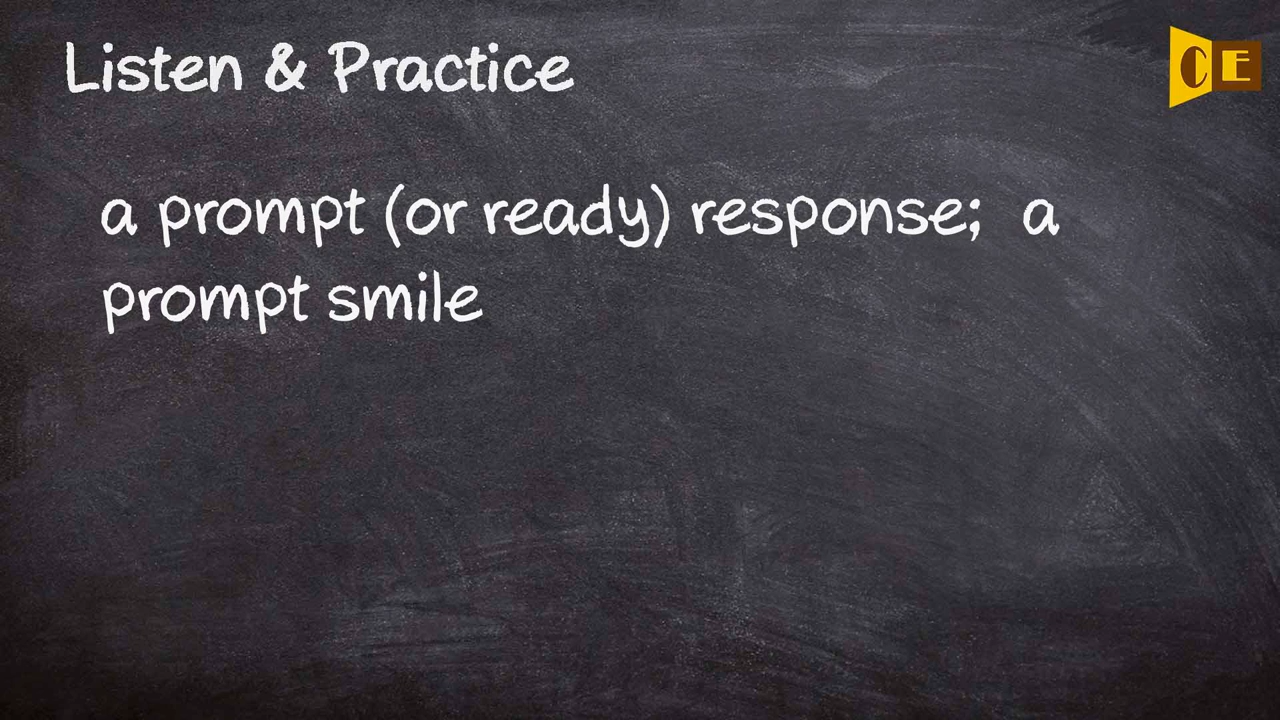 Listen & Practice
CE
a prompt (or ready) response;  a
prompt smile